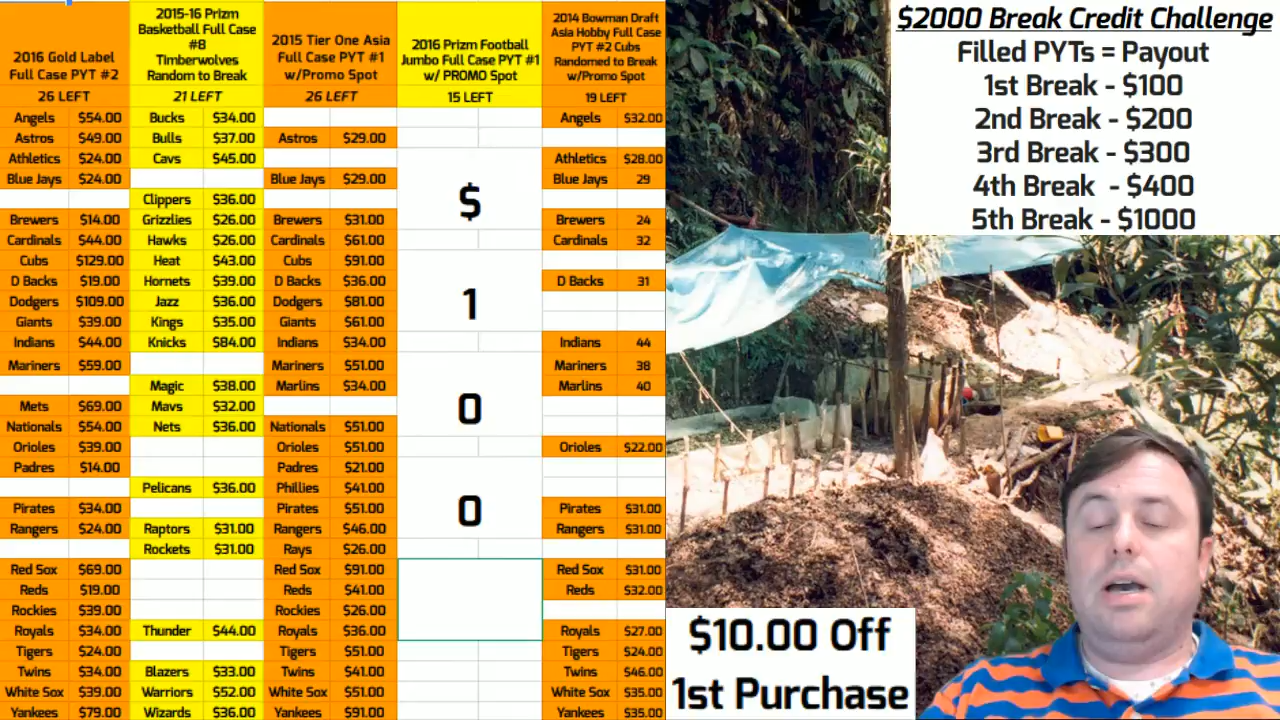 2016 Gold Label
Full Case PYT #2
26 LEFT
Angels $54.00
Astros $49.00
Athletics $24.00
Blue Jays $24.00
Brewers $14.00
Cardinals $44.00
Cubs $129.00
D Backs $19.00
Dodgers $109.00
Giants $39.00
Indians $44.00
Mariners $59.00
Mets $69.00
Nationals $54.00
Orioles $39.00
Padres $14.00
Pirates $34.00
Rangers $24.00
Red Sox $69.00
Reds $19.00
Rockies $39.00
Royals $34.00
Tigers $24.00
Twins $34.00
White Sox $39.00
Yankees $79.00
2015-16 Prizm
Basketball Full Case
#8
Timberwolves
Random to Break
21 LEFT
Bucks $34.00
Bulls $37.00
Cavs $45.00
Clippers $36.00
Grizzlies $26.00
Hawks $26.00
Heat $43.00
Hornets $39.00
Jazz $36.00
Kings $35.00
Knicks $84.00
Magic $38.00
Mavs $32.00
Nets $36.00
Pelicans $36.00
Raptors $31.00
Rockets $31.00
Thunder $44.00
Blazers $33.00
Warriors $52.00
Wizards $36.00
2015 Tier One Asia
Full Case PYT #1
w/Promo Spot
26 LEFT
Astros $29.00
Blue Jays $29.00
Brewers $31.00
Cardinals $61.00
Cubs $91.00
D Backs $36.00
Dodgers $81.00
Giants $61.00
Indians $34.00
Mariners $51.00
Marlins $34.00
Nationals $51.00
Orioles $51.00
Padres $21.00
Phillies $41.00
Pirates $51.00
Rangers $46.00
Rays $26.00
Red Sox $91.00
Reds $41.00
Rockies $26.00
Royals $36.00
Tigers $51.00
Twins $41.00
White Sox $51.00
Yankees $91.00
2016 Prizm Football
Jumbo Full Case PYT #1
w/ PROMO Spot
15 LEFT
$
1
0
0
2014 Bowman Draft
Asia Hobby Full Case
PYT #2 Cubs
Randomed to Break
w/Promo Spot
19 LEFT
Angels $32.00
Athletics $28.00
Blue Jays 29
Brewers 24
Cardinals 32
D Backs 31
Indians 44
Mariners 38
Marlins 40
Orioles $22.00
Pirates $31.00
Rangers $31.00
Red Sox $31.00
Reds $32.00
Royals $27.00
Tigers $24.00
Twins $46.00
White Sox $35.00
Yankees $35.00
$2000 Break Credit Challenge
Filled PYTs = Payout
1st Break - $100
2nd Break - $200
3rd Break - $300
4th Break - $400
5th Break - $1000
$10.00 Off
1st Purchase